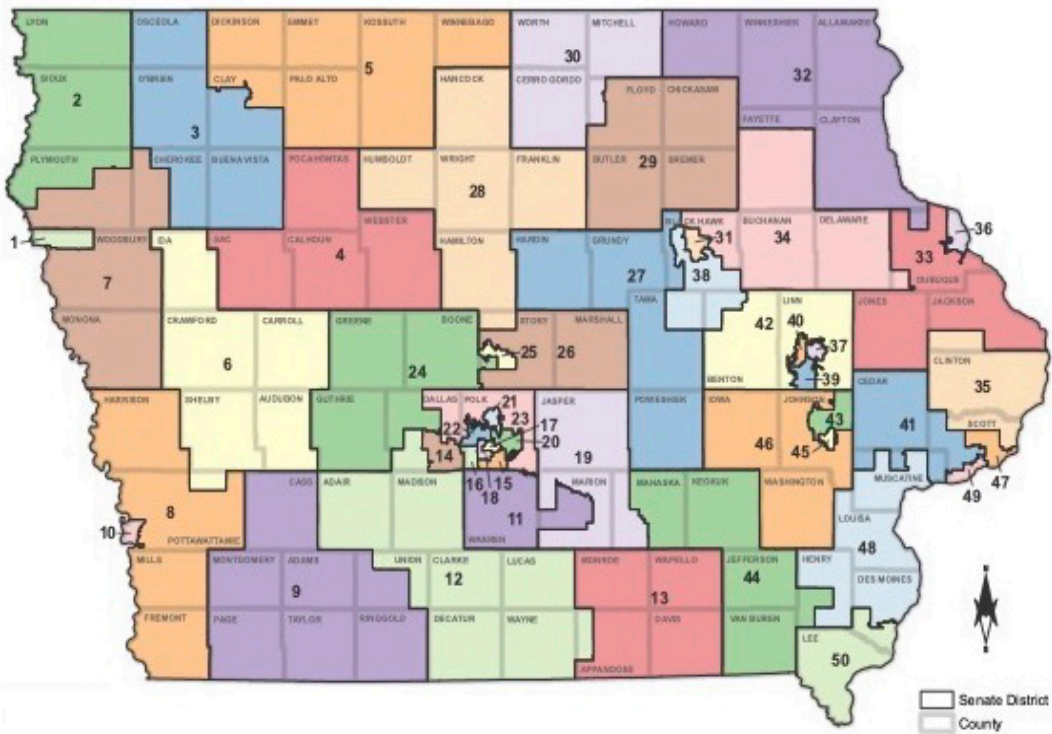 LYON
OSCEOLA
DICKINSON
EMMET
KOSSUTH
WINNEBAGO
WORTH
MITCHELL
HOWARD
WINNESHIEK
ALLAMAKEE
30
5
32
SIOUX
O'BRIEN
CLAY
PALO ALTO
HANCOCK
CERRO GORDO
FLOYD
CHICKASAW
2
3
FAYETTE
CLAYTON
PLYMOUTH
CHEROKEE
BUENA VISTA
POCAHONTAS
HUMBOLDT
WRIGHT
FRANKLIN
BUTLER
BREMER
29
28
1
WOODBURY
IDA
SAC
CALHOUN
WEBSTER
HAMILTON
HARDIN
GRUNDY
BLACK HAWK
BUCHANAN
DELAWARE
36
31
34
33
DUBUQUE
7
4
27
38
MONONA
CRAWFORD
CARROLL
GREENE
BOONE
STORY
MARSHALL
TAMA
BENTON
LINN
JONES
JACKSON
42
40
37
39
6
24
25
26
CLINTON
35
HARRISON
SHELBY
AUDUBON
GUTHRIE
DALLAS
POLK
JASPER
POWESHIEK
IOWA
JOHNSON
CEDAR
SCOTT
21
22
23
17
20
14
16
15
18
19
46
43
45
41
47
49
CASS
ADAIR
MADISON
WARREN
MARION
MAHASKA
KEOKUK
WASHINGTON
MUSCATINE
LOUISA
8
10
11
POTTAWATTAMIE
MILLS
MONTGOMERY
ADAMS
UNION
CLARKE
LUCAS
MONROE
WAPELLO
JEFFERSON
HENRY
DES MOINES
48
9
12
13
44
FREMONT
PAGE
TAYLOR
RINGGOLD
DECATUR
WAYNE
APPANOOSE
DAVIS
VAN BUREN
LEE
50
Senate District
County